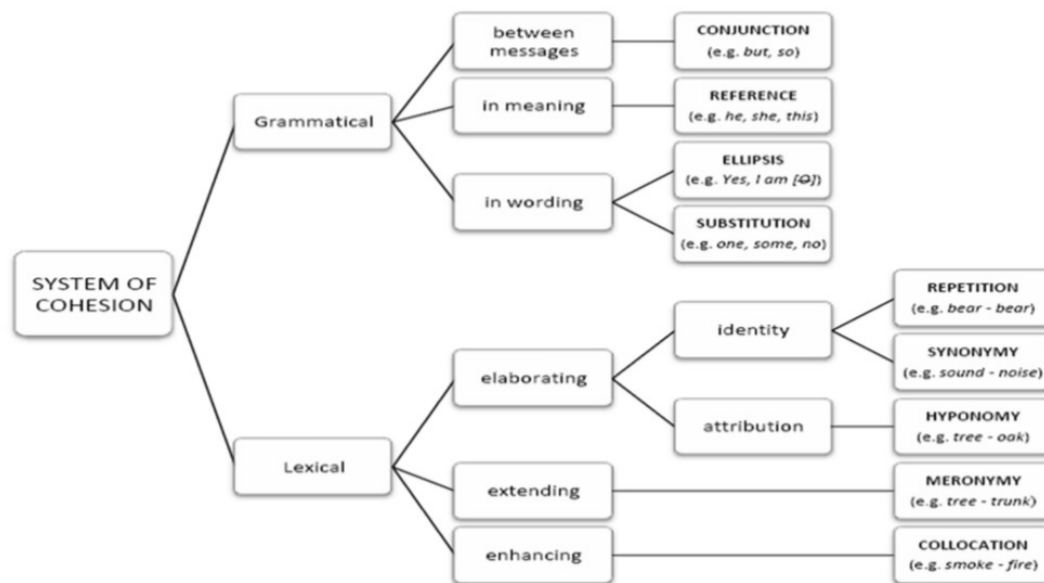 SYSTEM OF
COHESION
Grammatical
between
messages
CONJUNCTION
(e.g. but, so)
in meaning
REFERENCE
(e.g. he, she, this)
in wording
ELLIPSIS
(e.g. Yes, I am [O])
SUBSTITUTION
(e.g. one, some, no)
Lexical
elaborating
identity
REPETITION
(e.g. bear - bear)
SYNONYMY
(e.g. sound - noise)
attribution
HYPONOMY
(e.g. tree - oak)
extending
MERONYMY
(e.g. tree - trunk)
enhancing
COLLOCATION
(e.g. smoke - fire)